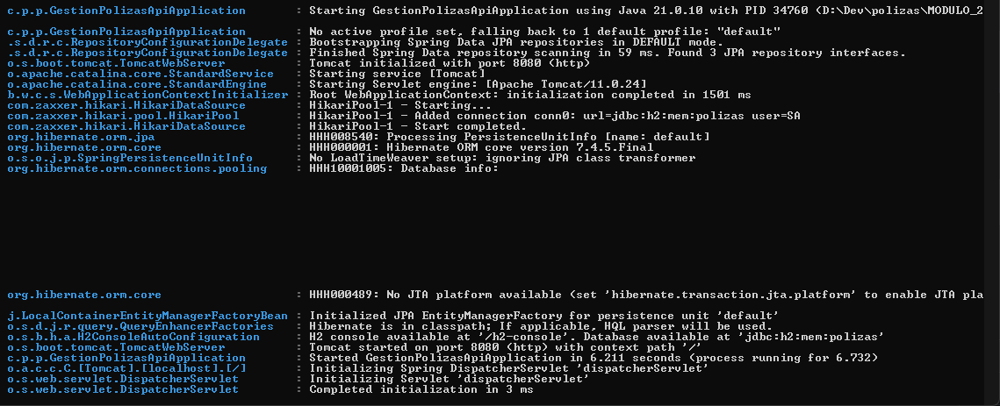 c.p.p.GestionPolizasApiApplication : Starting GestionPolizasApiApplication using Java 21.0.10 with PID 34760 (D:\Dev\polizas\MODULO_2
c.p.p.GestionPolizasApiApplication : No active profile set, falling back to 1 default profile: "default"
.s.d.r.c.RepositoryConfigurationDelegate : Bootstrapping Spring Data JPA repositories in DEFAULT mode.
.s.d.r.c.RepositoryConfigurationDelegate : Finished Spring Data repository scanning in 59 ms. Found 3 JPA repository interfaces.
o.s.boot.tomcat.TomcatWebServer : Tomcat initialized with port 8080 (http)
o.apache.catalina.core.StandardService : Starting service [Tomcat]
o.apache.catalina.core.StandardEngine : Starting Servlet engine: [Apache Tomcat/11.0.24]
b.w.c.s.WebApplicationContextInitializer : Root WebApplicationContext: initialization completed in 1501 ms
com.zaxxer.hikari.HikariDataSource : HikariPool-1 - Starting...
com.zaxxer.hikari.pool.HikariPool : HikariPool-1 - Added connection conn0: url=jdbc:h2:mem:polizas user=SA
com.zaxxer.hikari.HikariDataSource : HikariPool-1 - Start completed.
org.hibernate.orm.jpa : HHH008540: Processing PersistenceUnitInfo [name: default]
org.hibernate.orm.core : HHH000001: Hibernate ORM core version 7.4.5.Final
o.s.o.j.p.SpringPersistenceUnitInfo : No LoadTimeWeaver setup: ignoring JPA class transformer
org.hibernate.orm.connections.pooling : HHH10001005: Database info:
org.hibernate.orm.core : HHH000489: No JTA platform available (set 'hibernate.transaction.jta.platform' to enable JTA pla
j.LocalContainerEntityManagerFactoryBean : Initialized JPA EntityManagerFactory for persistence unit 'default'
o.s.d.j.r.query.QueryEnhancerFactories : Hibernate is in classpath; If applicable, HQL parser will be used.
o.s.b.h.a.H2ConsoleAutoConfiguration : H2 console available at '/h2-console'. Database available at 'jdbc:h2:mem:polizas'
o.s.boot.tomcat.TomcatWebServer : Tomcat started on port 8080 (http) with context path '/'
c.p.p.GestionPolizasApiApplication : Started GestionPolizasApiApplication in 6.211 seconds (process running for 6.732)
o.a.c.c.C.[Tomcat].[localhost].[/] : Initializing Spring DispatcherServlet 'dispatcherServlet'
o.s.web.servlet.DispatcherServlet : Initializing Servlet 'dispatcherServlet'
o.s.web.servlet.DispatcherServlet : Completed initialization in 3 ms